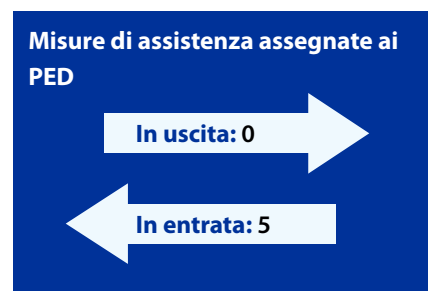 Misure di assistenza assegnate ai
PED
In uscita: 0
In entrata: 5